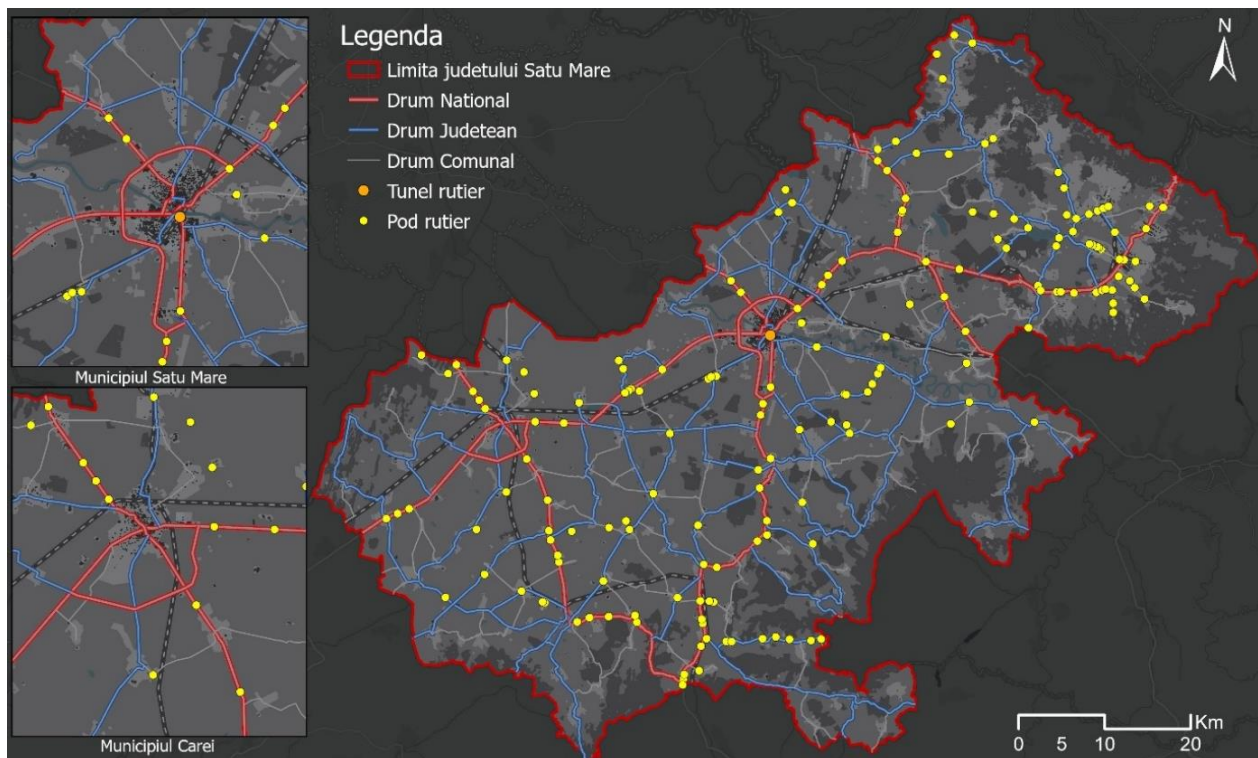 Legenda
Limita judetului Satu Mare
Drum National
Drum Judetean
Drum Comunal
Tunel rutier
Pod rutier
Municipiul Satu Mare
Municipiul Carei
N
Km
0 5 10 20